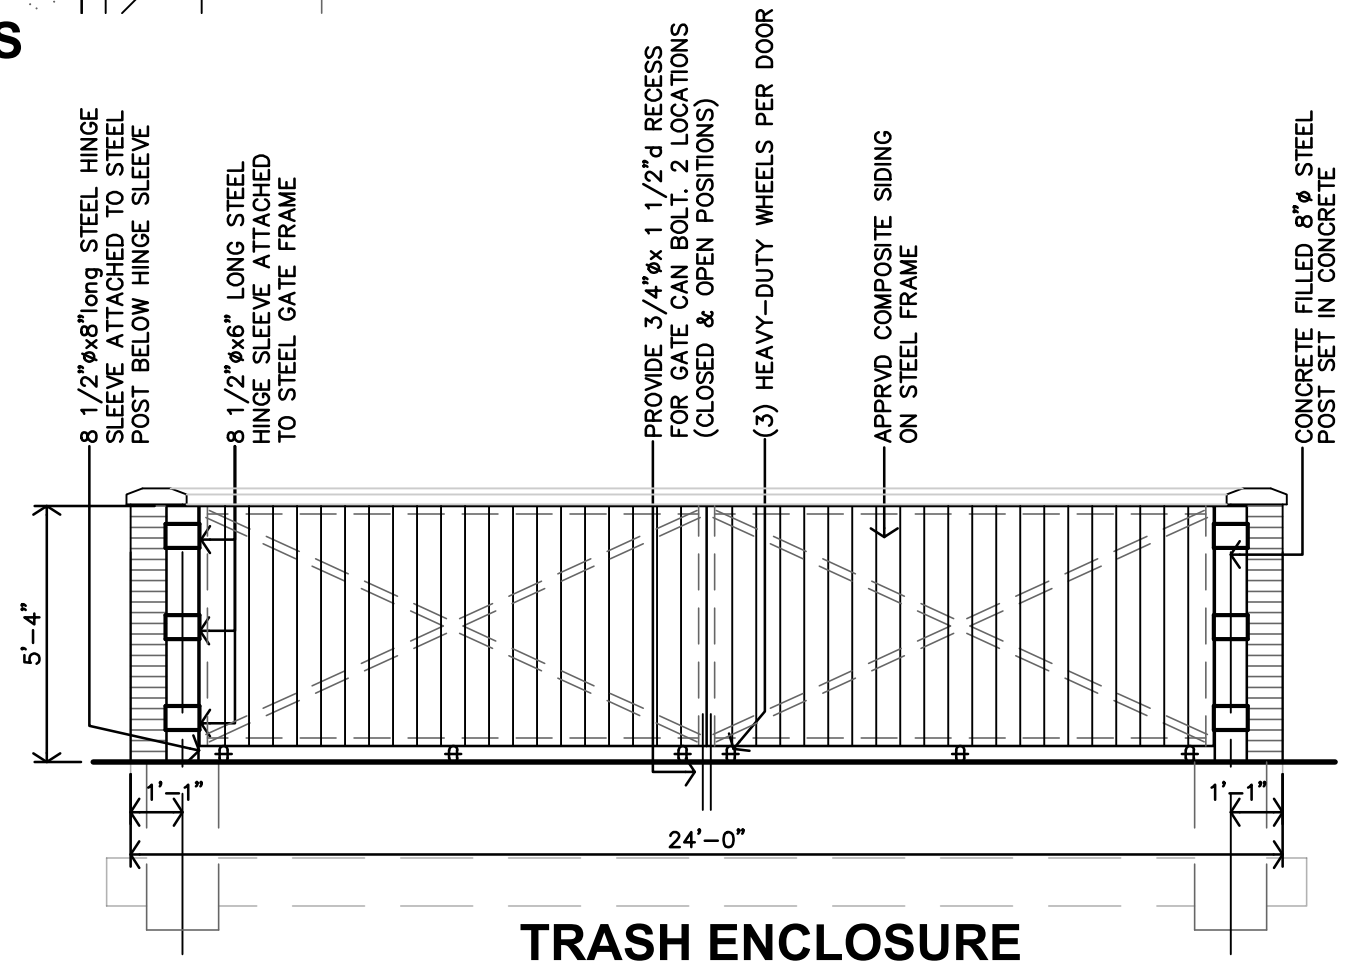 S
8 1/2"øx8"long STEEL HINGE
SLEEVE ATTACHED TO STEEL
POST BELOW HINGE SLEEVE
8 1/2"øx6" LONG STEEL
HINGE SLEEVE ATTACHED
TO STEEL GATE FRAME
PROVIDE 3/4"øx 1 1/2"d RECESS
FOR GATE CAN BOLT. 2 LOCATIONS
(CLOSED & OPEN POSITIONS)
(3) HEAVY-DUTY WHEELS PER DOOR
APPRVD COMPOSITE SIDING
ON STEEL FRAME
CONCRETE FILLED 8"ø STEEL
POST SET IN CONCRETE
5'-4"
1'-1"
1'-1"
24'-0"
TRASH ENCLOSURE